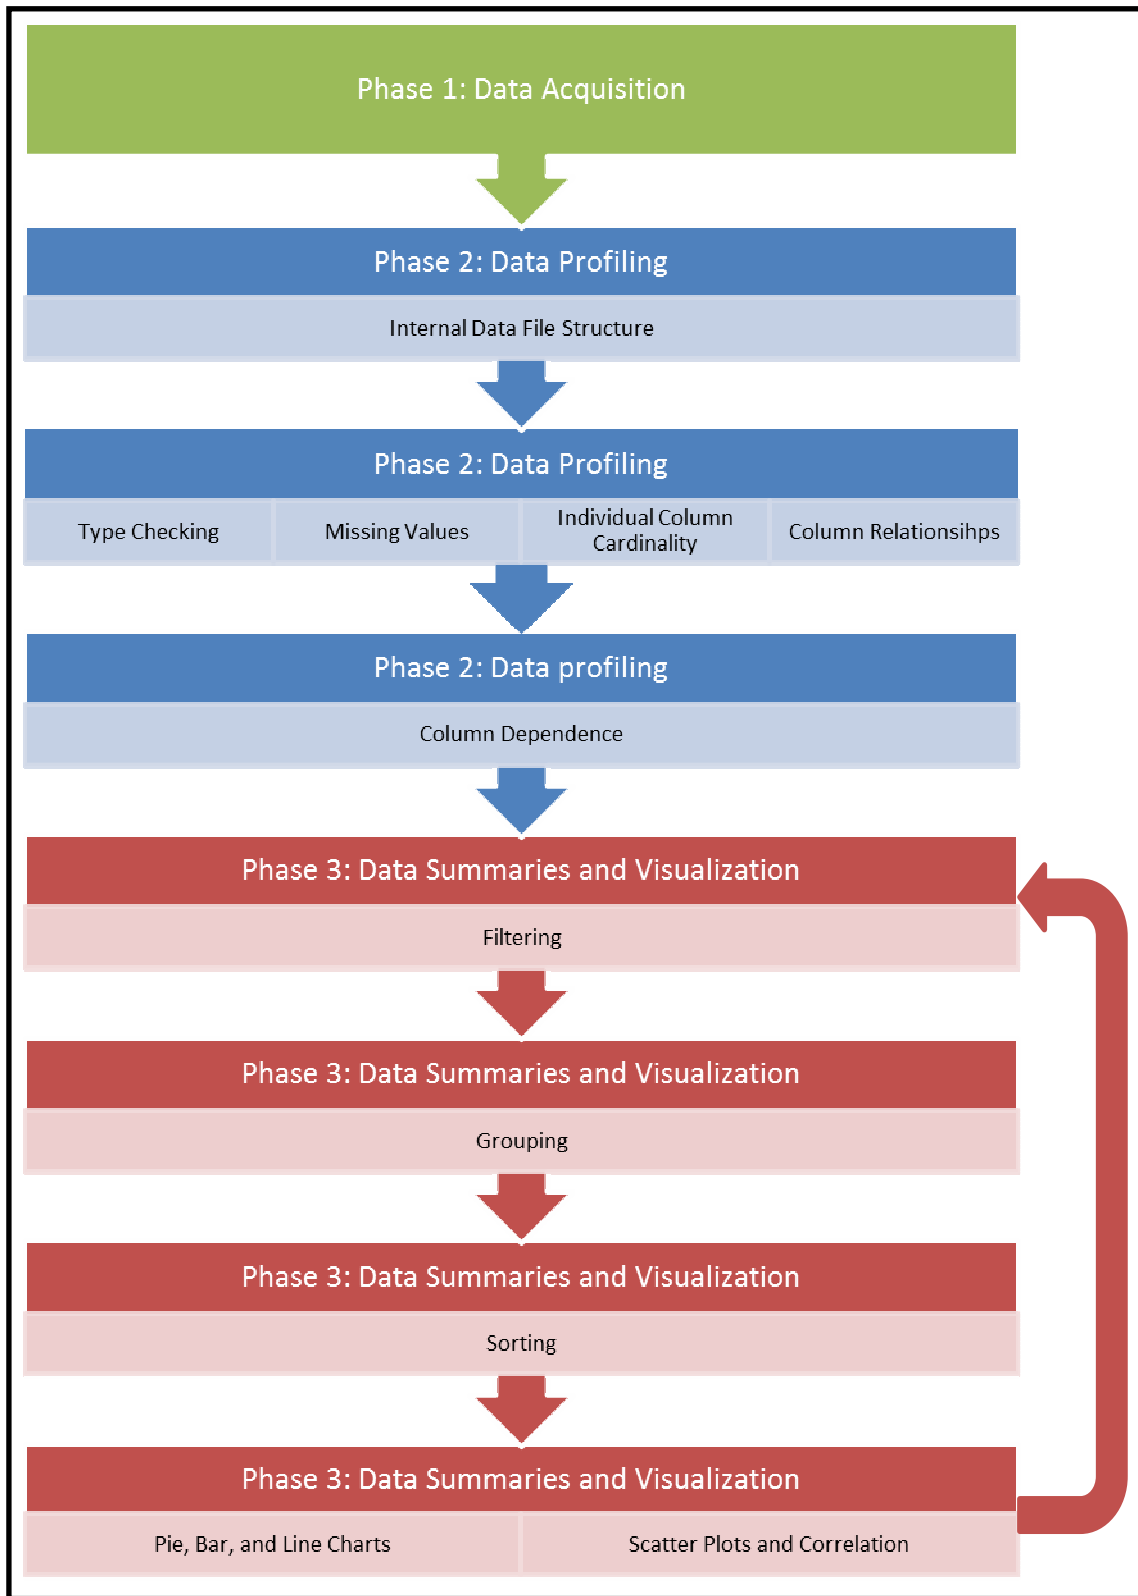 Phase 1: Data Acquisition
Phase 2: Data Profiling
Internal Data File Structure
Phase 2: Data Profiling
Type Checking
Missing Values
Individual Column
Cardinality
Column Relationsihps
Phase 2: Data profiling
Column Dependence
Phase 3: Data Summaries and Visualization
Filtering
Phase 3: Data Summaries and Visualization
Grouping
Phase 3: Data Summaries and Visualization
Sorting
Phase 3: Data Summaries and Visualization
Pie, Bar, and Line Charts
Scatter Plots and Correlation